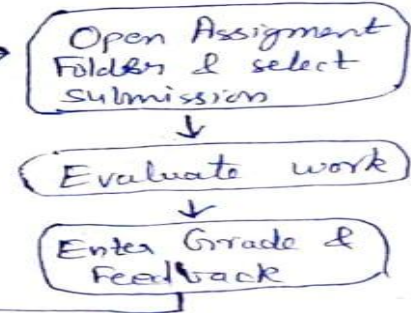 Open Assigment
Folder & select
submission
Evaluate work
Enter Grade &
Feedback